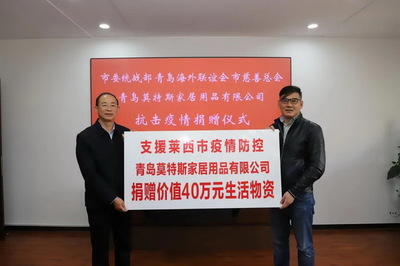 市委统战部 青岛海外联谊会市慈善总会
青岛莫特斯家居用品有限公司
抗击疫情捐赠仪式
支援莱西市疫情防控
青岛莫特斯家居用品有限公司
捐赠价值40万元生活物资